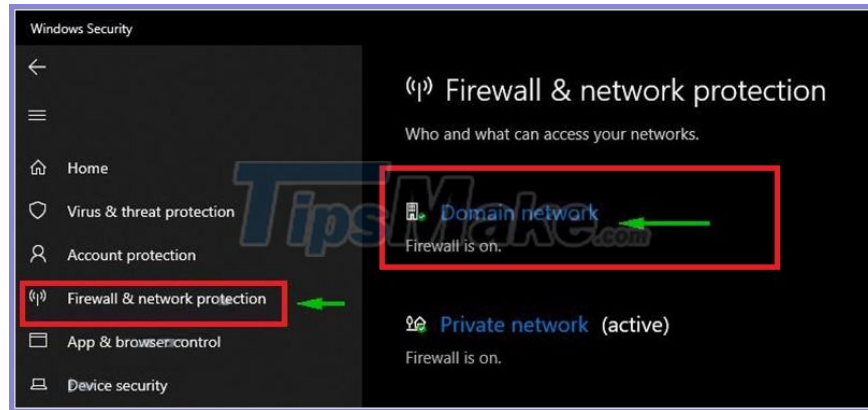 Windows Security
Home
Virus & threat protection
Account protection
Firewall & network protection
App & browser control
Device security
Firewall & network protection
Who and what can access your networks.
Domain network
Firewall is on.
Private network (active)
Firewall is on.
TipsMake.com